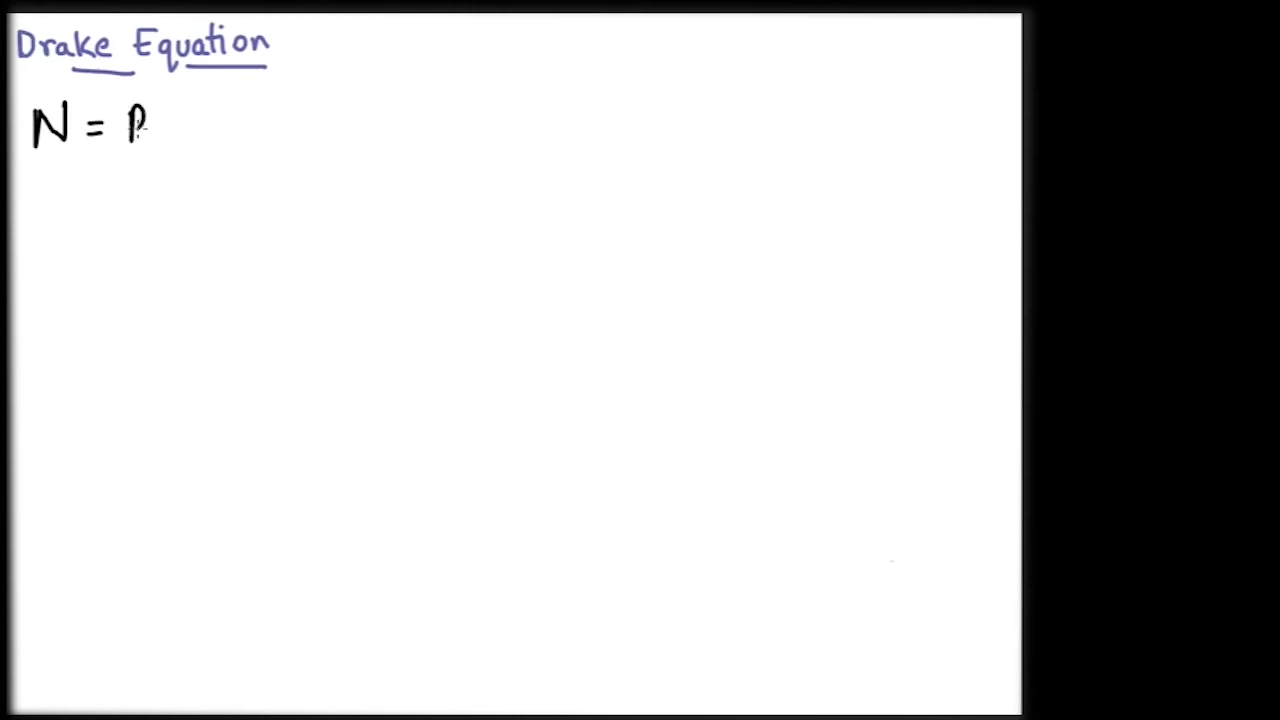 Drake Equation
N = P